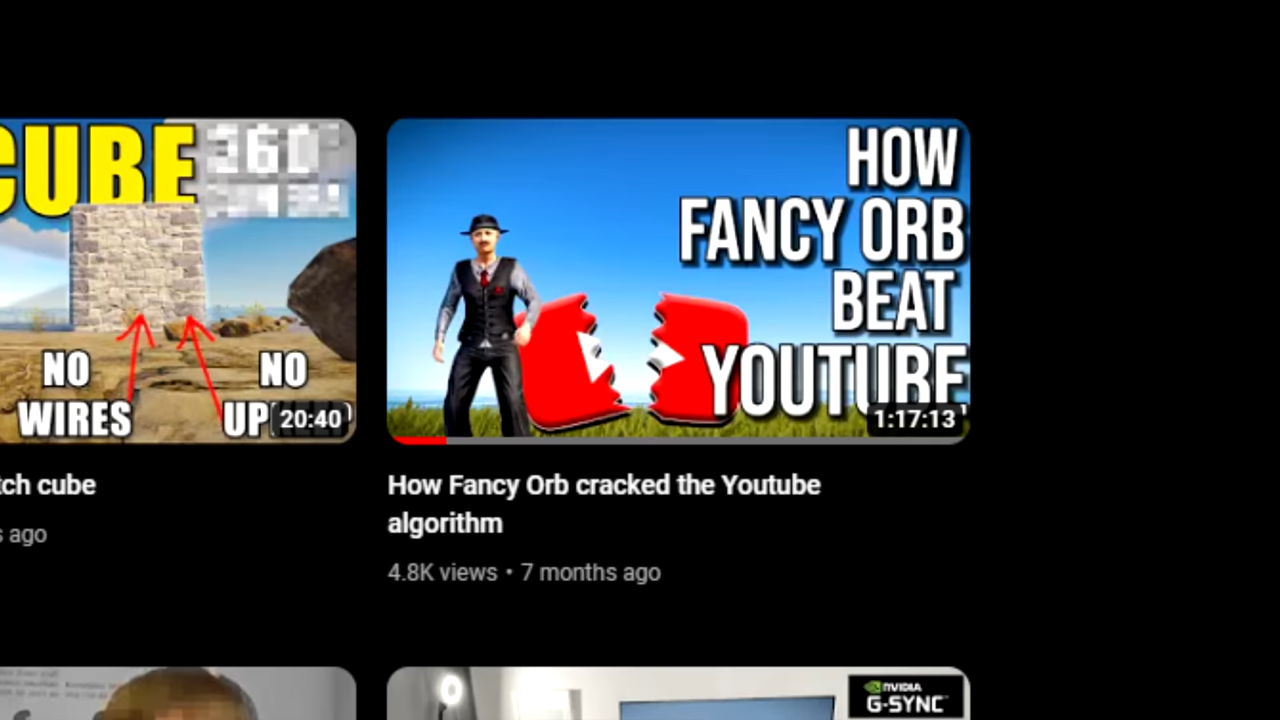 CUBE
NO
WIRES
NO
20:40
HOW
FANCY ORB
BEAT
YOUTUBE
1:17:13
tch cube
s ago
How Fancy Orb cracked the Youtube
algorithm
4.8K views • 7 months ago
NVIDIA
G-SYNC